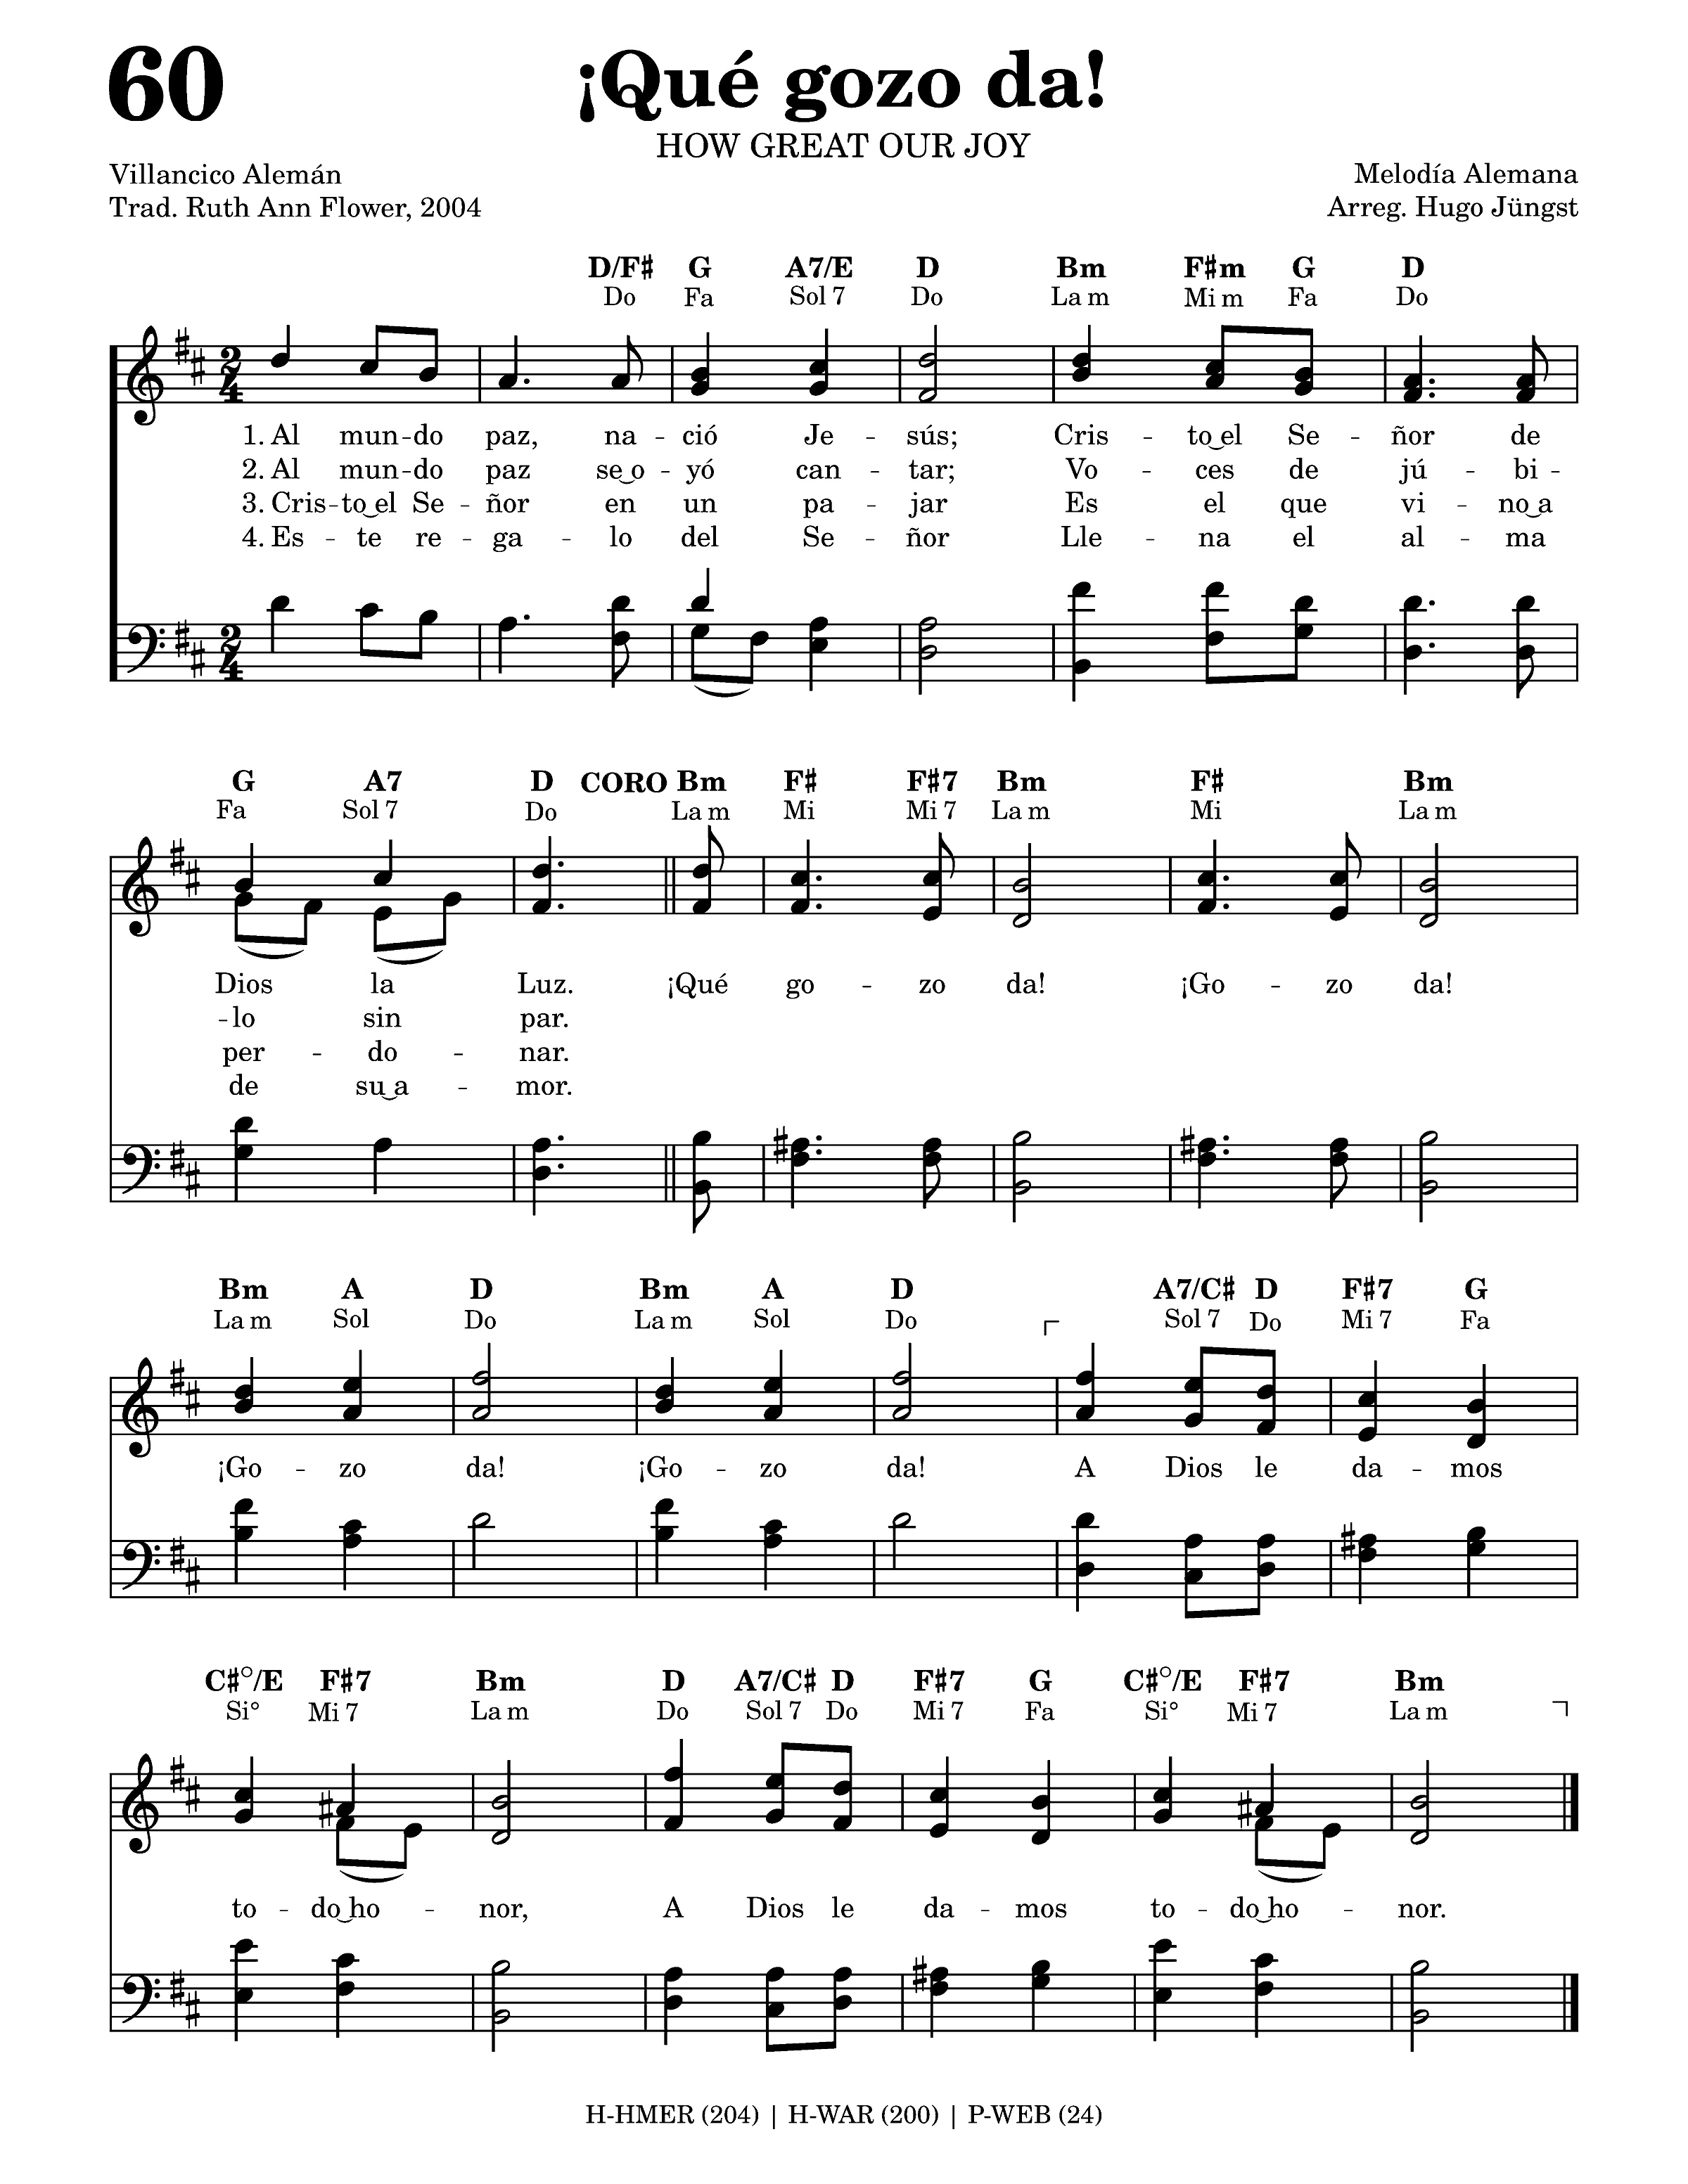 60
¡Qué gozo da!
HOW GREAT OUR JOY
Villancico Alemán
Melodía Alemana
Trad. Ruth Ann Flower, 2004
Arreg. Hugo Jüngst
D/F♯ G A7/E D Bm F♯m G D
Do Fa Sol 7 Do La m Mi m Fa Do
2/4
1. Al mun -- do paz, na -- ció Je -- sús; Cris -- to‿el Se -- ñor de
2. Al mun -- do paz se‿o -- yó can -- tar; Vo -- ces de jú -- bi --
3. Cris -- to‿el Se -- ñor en un pa -- jar Es el que vi -- no‿a
4. Es -- te re -- ga -- lo del Se -- ñor Lle -- na el al -- ma
2/4
G A7 D CORO Bm F♯ F♯7 Bm F♯ Bm
Fa Sol 7 Do La m Mi Mi 7 La m Mi La m
Dios la Luz. ¡Qué go -- zo da! ¡Go -- zo da!
-- lo sin par.
per -- do -- nar.
de su‿a -- mor.
Bm A D Bm A D A7/C♯ D F♯7 G
La m Sol Do La m Sol Do Sol 7 Do Mi 7 Fa
¡Go -- zo da! ¡Go -- zo da! A Dios le da -- mos
C♯○/E F♯7 Bm D A7/C♯ D F♯7 G C♯○/E F♯7 Bm
Si° Mi 7 La m Do Sol 7 Do Mi 7 Fa Si° Mi 7 La m
to -- do‿ho -- nor, A Dios le da -- mos to -- do‿ho -- nor.
H-HMER (204) | H-WAR (200) | P-WEB (24)